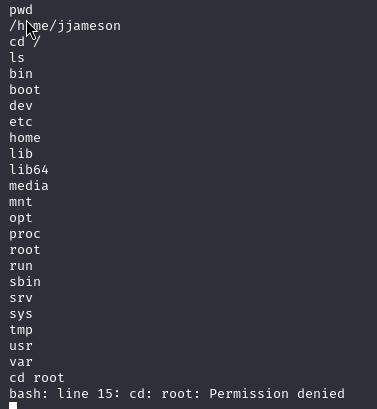 pwd
/home/jjameson
cd /
ls
bin
boot
dev
etc
home
lib
lib64
media
mnt
opt
proc
root
run
sbin
srv
sys
tmp
usr
var
cd root
bash: line 15: cd: root: Permission denied